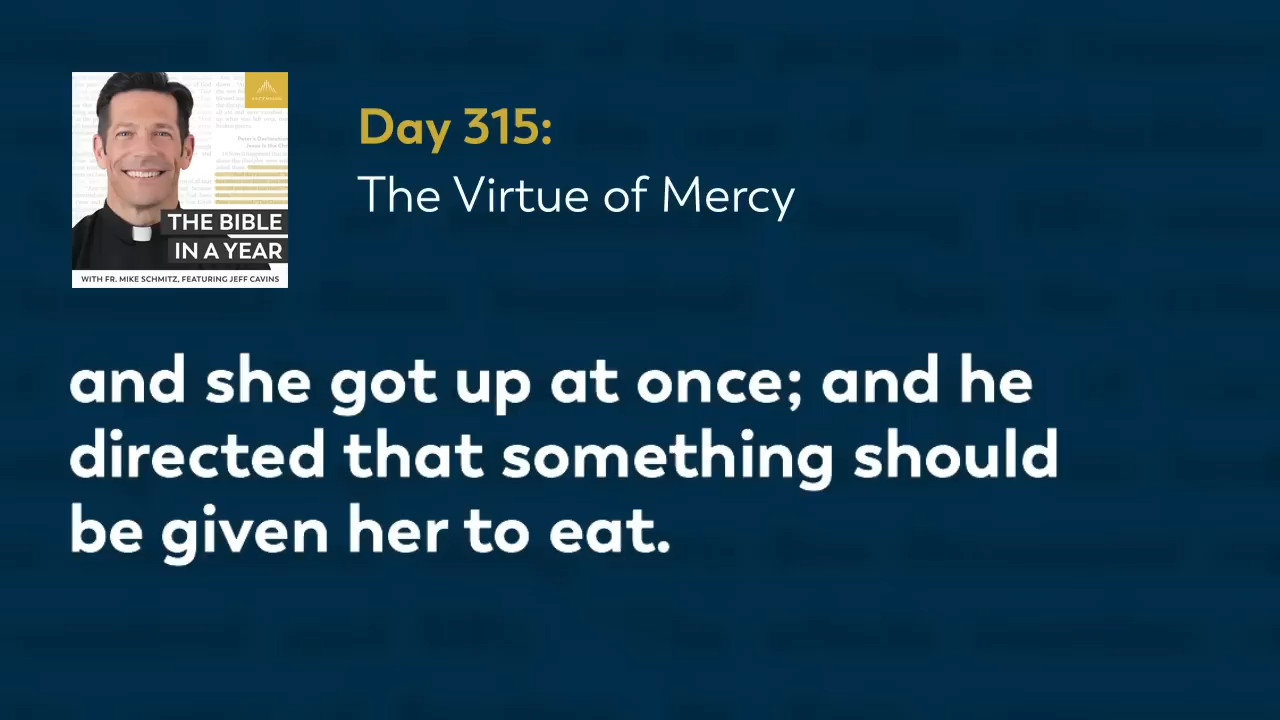 Day 315:
The Virtue of Mercy
ASCENSION
THE BIBLE
IN A YEAR
WITH FR. MIKE SCHMITZ, FEATURING JEFF CAVINS
and she got up at once; and he
directed that something should
be given her to eat.